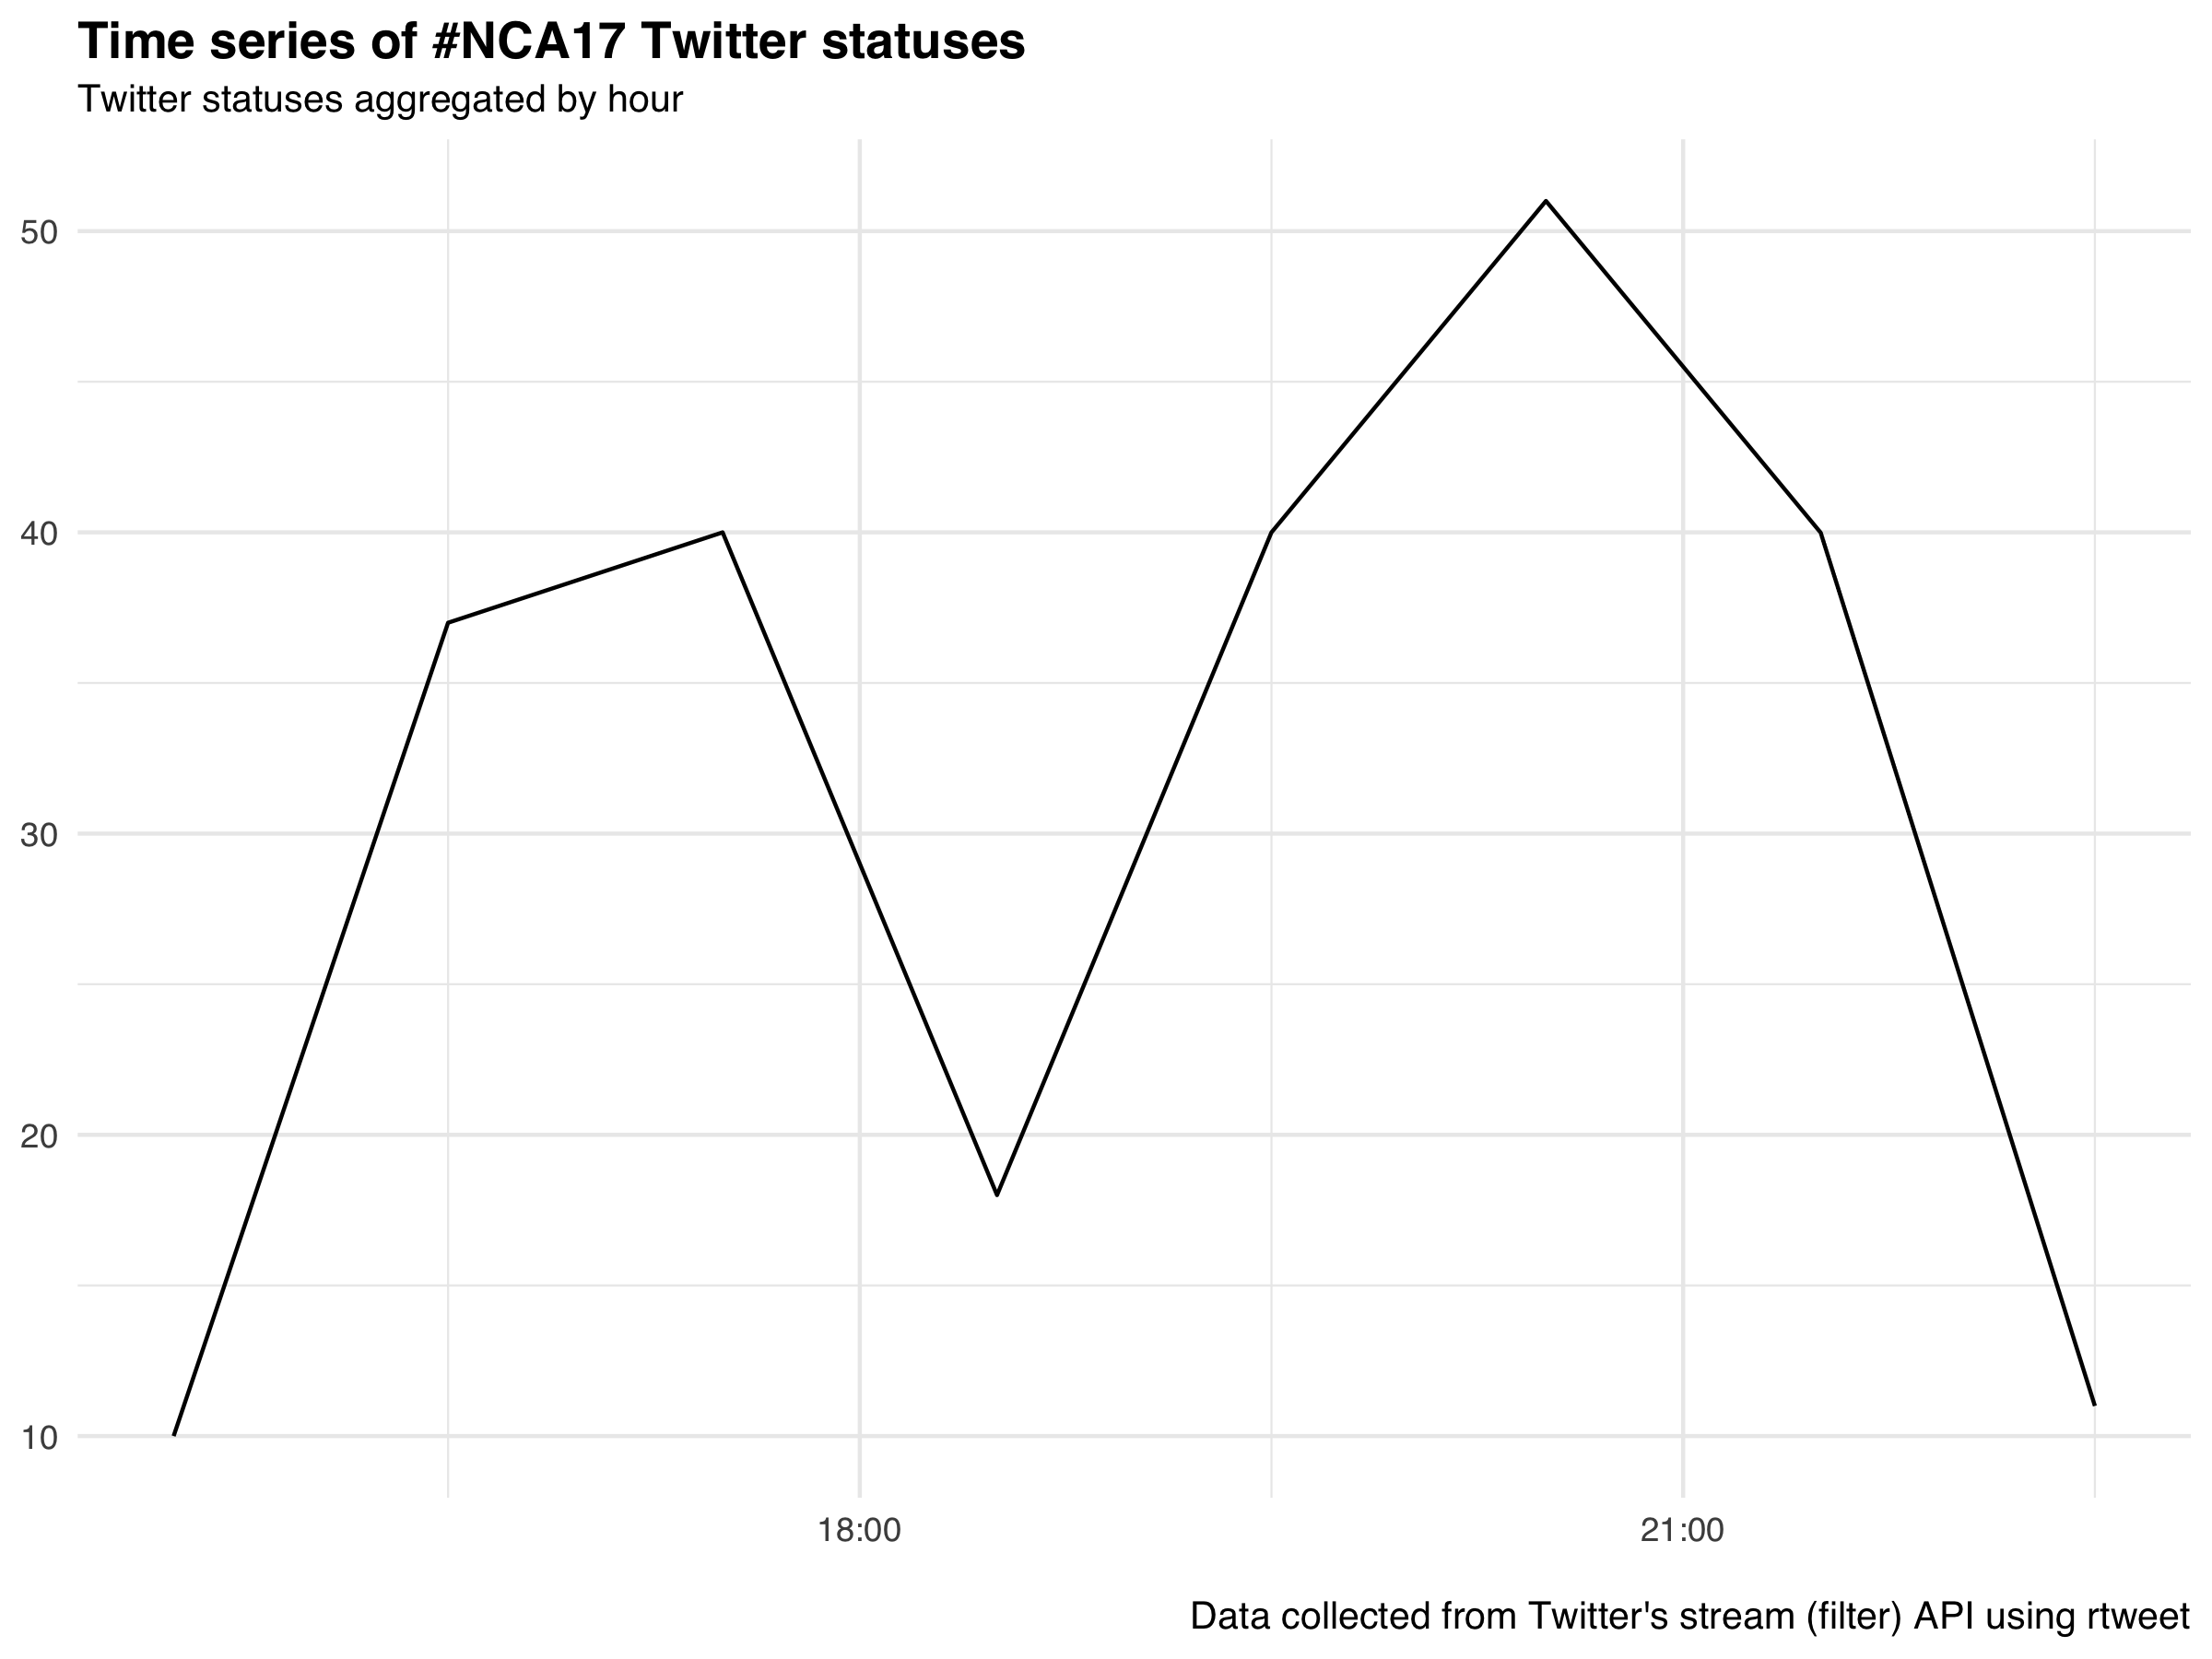 Time series of #NCA17 Twitter statuses
Twitter statuses aggregated by hour
50
40
30
20
10
18:00
21:00
Data collected from Twitter's stream (filter) API using rtweet